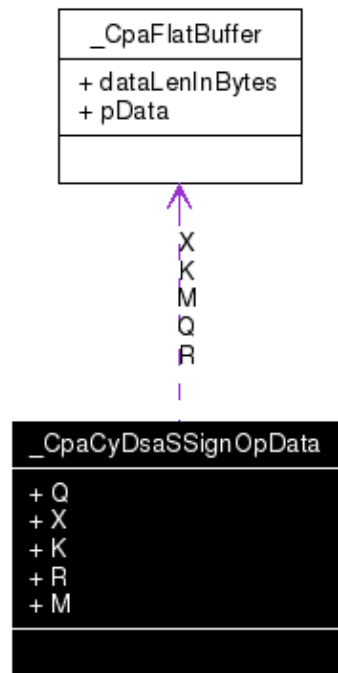 _CpaFlatBuffer
+ dataLenInBytes
+ pData
X
K
M
Q
R
_CpaCyDsaSSignOpData
+ Q
+ X
+ K
+ R
+ M